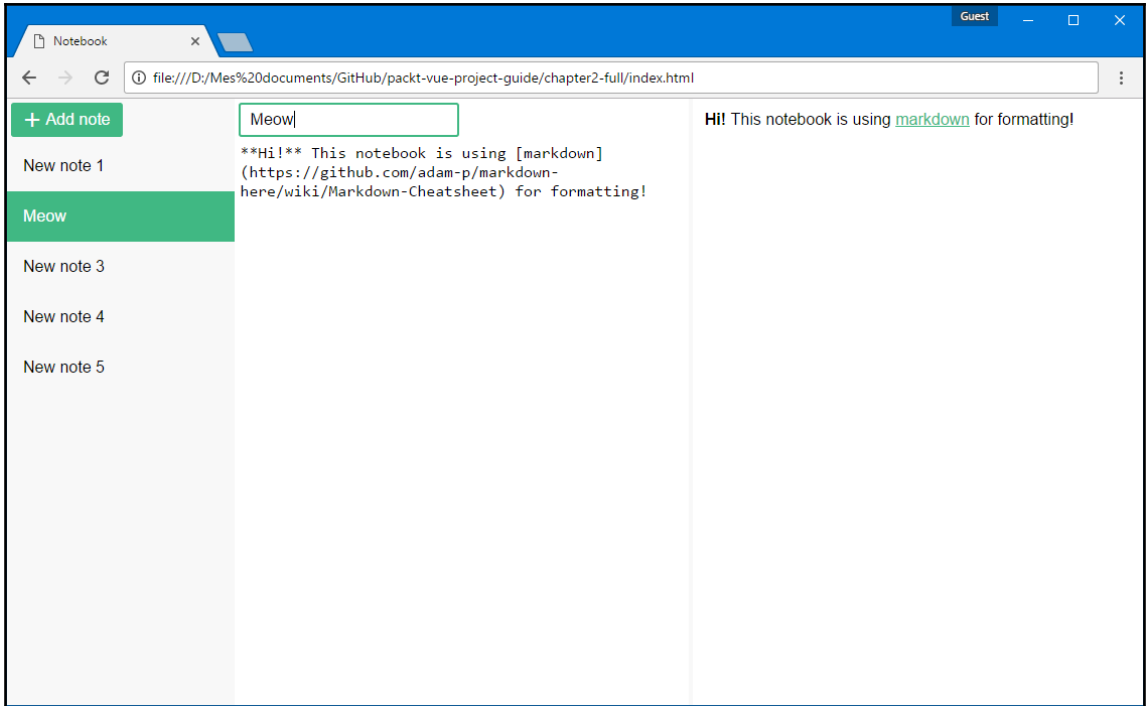 Guest
Notebook
file:///D:/Mes%20documents/GitHub/packt-vue-project-guide/chapter2-full/index.html
+ Add note
New note 1
Meow
New note 3
New note 4
New note 5
Meow
**Hi!** This notebook is using [markdown]
(https://github.com/adam-p/markdown-
here/wiki/Markdown-Cheatsheet) for formatting!
Hi! This notebook is using markdown for formatting!